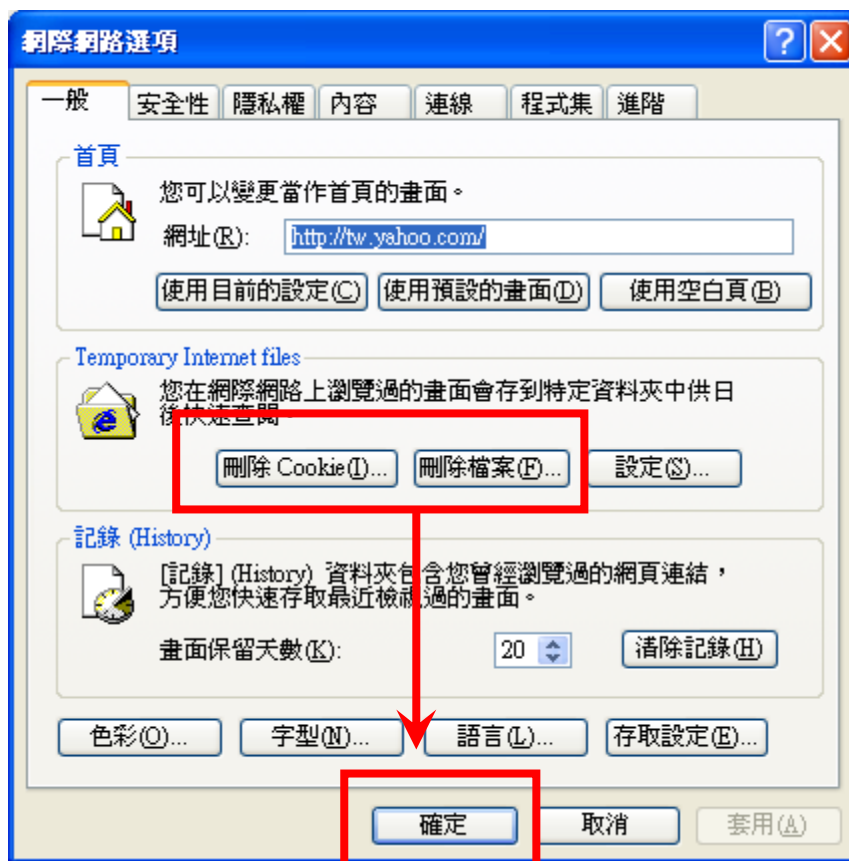 網際網路選項
一般 安全性 隱私權 內容 連線 程式集 進階
首頁
您可以變更當作首頁的畫面。
網址(R): http://tw.yahoo.com/
使用目前的設定(C) 使用預設的畫面(D) 使用空白頁(B)
Temporary Internet files
您在網際網路上瀏覽過的畫面會存到特定資料夾中供日
後快速查閱。
刪除 Cookie(I)... 刪除檔案(F)... 設定(S)...
記錄 (History)
[記錄] (History) 資料夾包含您曾經瀏覽過的網頁連結，
方便您快速存取最近檢視過的畫面。
畫面保留天數(K): 20 清除記錄(H)
色彩(O)... 字型(N)... 語言(L)... 存取設定(E)...
確定 取消 套用(A)